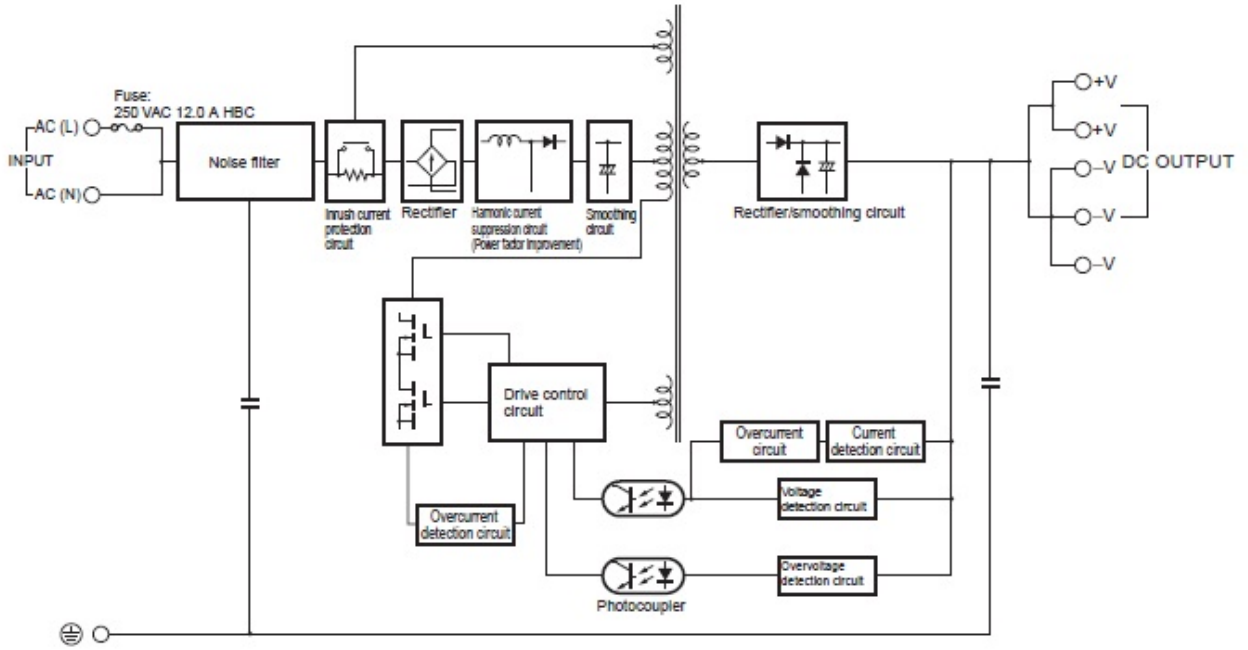 Fuse:
250 VAC 12.0 A HBC
AC (L)
INPUT
AC (N)
Noise filter
Inrush current
protection
circuit
Rectifier
Harmonic current
suppression circuit
(Power factor improvement)
Smoothing
circuit
Rectifier/smoothing circuit
+V
+V
–V
DC OUTPUT
–V
–V
Drive control
circuit
Overcurrent
circuit
Current
detection circuit
Voltage
detection circuit
Overcurrent
detection circuit
Overvoltage
detection circuit
Photocoupler